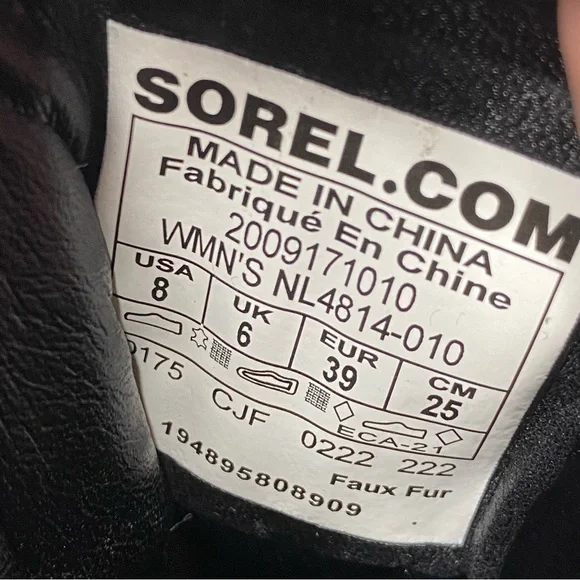 SOREL.COM
MADE IN CHINA
Fabriqué En Chine
2009171010
WMN'S NL4814-010
USA UK EUR CM
8 6 39 25
ECA-21
175 CJF 0222 222
Faux Fur
194895808909